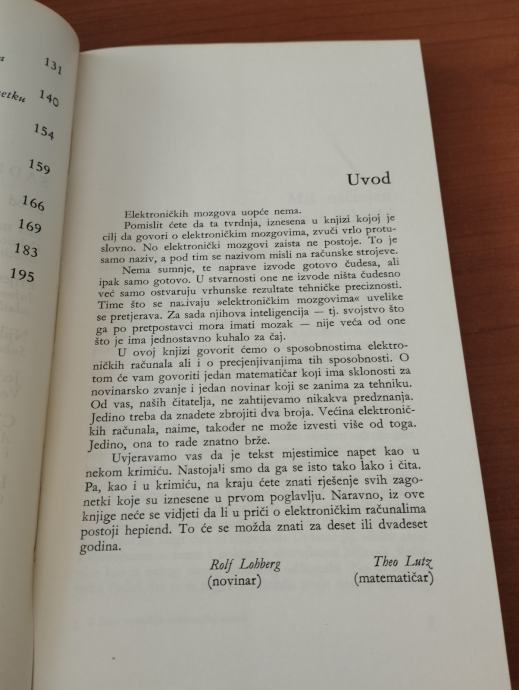 131
etku 140
154
159
166
169
183
195
Uvod
Elektroničkih mozgova uopće nema.
Pomislit ćete da ta tvrdnja, iznesena u knjizi kojoj je
cilj da govori o elektroničkim mozgovima, zvuči vrlo protu-
slovno. No elektronički mozgovi zaista ne postoje. To je
samo naziv, a pod tim se nazivom misli na računske strojeve.
Nema sumnje, te naprave izvode gotovo čudesa, ali
ipak samo gotovo. U stvarnosti one ne izvode ništa čudesno
već samo ostvaruju vrhunske rezultate tehničke preciznosti.
Time što se nazivaju »elektroničkim mozgovima« uvelike
se pretjerava. Za sada njihova inteligencija – tj. svojstvo što
ga po pretpostavci mora imati mozak – nije veća od one
što je ima jednostavno kuhalo za čaj.
U ovoj knjizi govorit ćemo o sposobnostima elektro-
ničkih računala ali i o precjenjivanjima tih sposobnosti. O
tom će vam govoriti jedan matematičar koji ima sklonosti za
novinarsko zvanje i jedan novinar koji se zanima za tehniku.
Od vas, naših čitatelja, ne zahtijevamo nikakva predznanja.
Jedino treba da znadete zbrojiti dva broja. Većina elektronič-
kih računala, naime, također ne može izvesti više od toga.
Jedino, ona to rade znatno brže.
Uvjeravamo vas da je tekst mjestimice napet kao u
nekom krimiću. Nastojali smo da ga se isto tako lako i čita.
Pa, kao i u krimiću, na kraju ćete znati rješenje svih zago-
netki koje su iznesene u prvom poglavlju. Naravno, iz ove
knjige neće se vidjeti da li u priči o elektroničkim računalima
postoji hepiend. To će se možda znati za deset ili dvadeset
godina.
Rolf Lohberg Theo Lutz
(novinar) (matematičar)